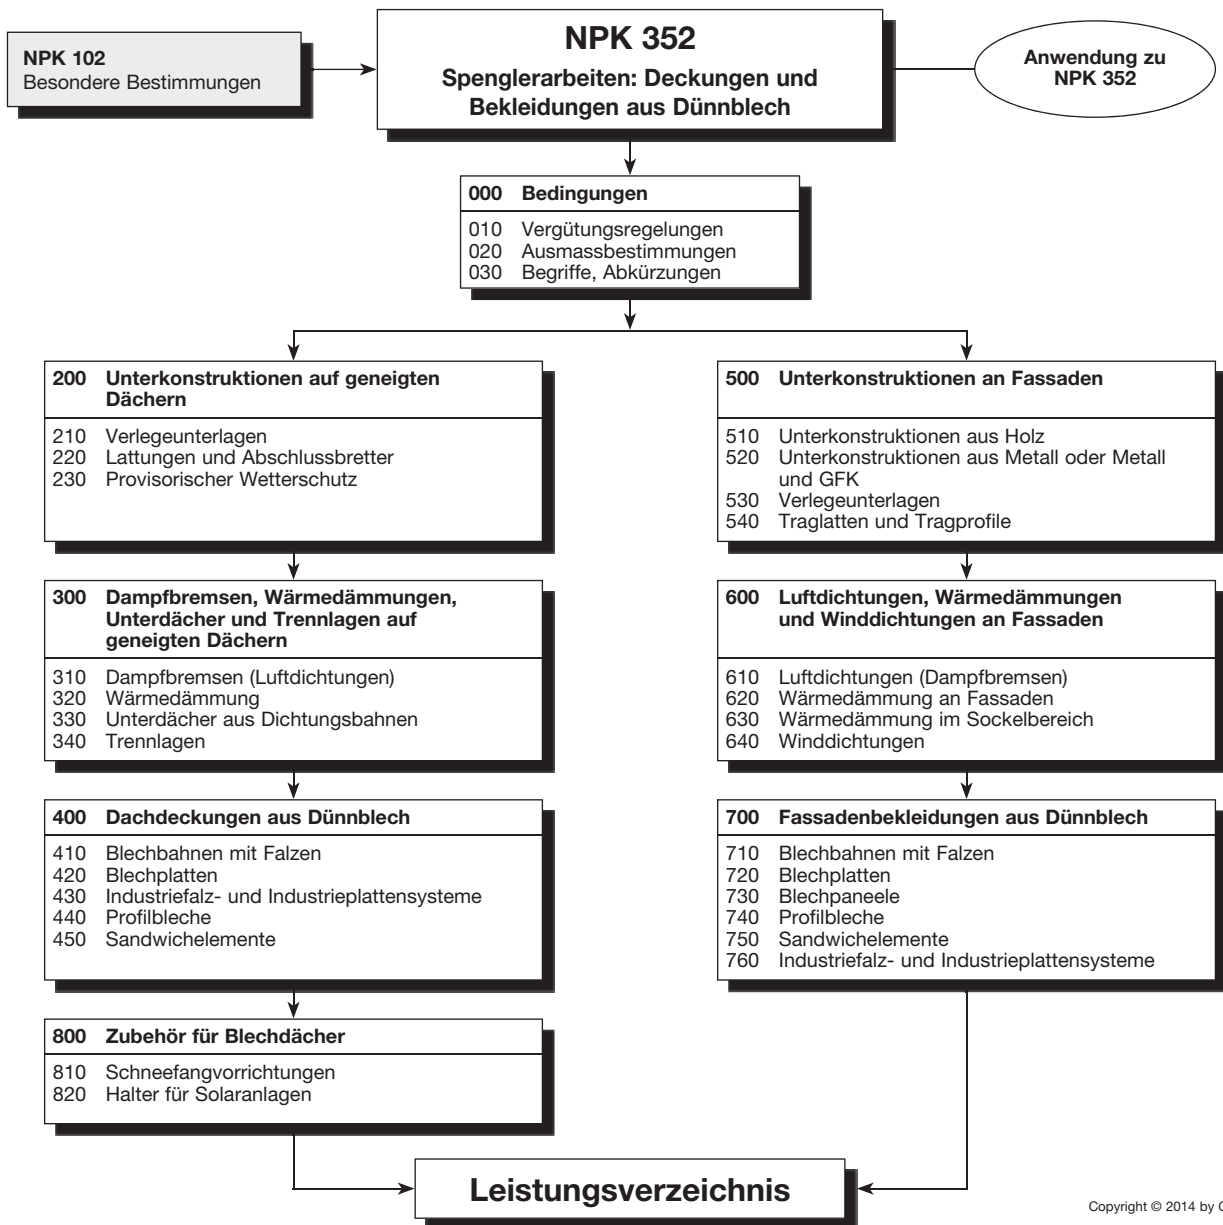 NPK 102
Besondere Bestimmungen
NPK 352
Spenglerarbeiten: Deckungen und
Bekleidungen aus Dünnblech
Anwendung zu
NPK 352
000 Bedingungen
010 Vergütungsregelungen
020 Ausmassbestimmungen
030 Begriffe, Abkürzungen
200 Unterkonstruktionen auf geneigten
Dächern
210 Verlegeunterlagen
220 Lattungen und Abschlussbretter
230 Provisorischer Wetterschutz
300 Dampfbremsen, Wärmedämmungen,
Unterdächer und Trennlagen auf
geneigten Dächern
310 Dampfbremsen (Luftdichtungen)
320 Wärmedämmung
330 Unterdächer aus Dichtungsbahnen
340 Trennlagen
400 Dachdeckungen aus Dünnblech
410 Blechbahnen mit Falzen
420 Blechplatten
430 Industriefalz- und Industrieplattensysteme
440 Profilbleche
450 Sandwichelemente
800 Zubehör für Blechdächer
810 Schneefangvorrichtungen
820 Halter für Solaranlagen
500 Unterkonstruktionen an Fassaden
510 Unterkonstruktionen aus Holz
520 Unterkonstruktionen aus Metall oder Metall
und GFK
530 Verlegeunterlagen
540 Traglatten und Tragprofile
600 Luftdichtungen, Wärmedämmungen
und Winddichtungen an Fassaden
610 Luftdichtungen (Dampfbremsen)
620 Wärmedämmung an Fassaden
630 Wärmedämmung im Sockelbereich
640 Winddichtungen
700 Fassadenbekleidungen aus Dünnblech
710 Blechbahnen mit Falzen
720 Blechplatten
730 Blechpaneele
740 Profilbleche
750 Sandwichelemente
760 Industriefalz- und Industrieplattensysteme
Leistungsverzeichnis
Copyright © 2014 by C